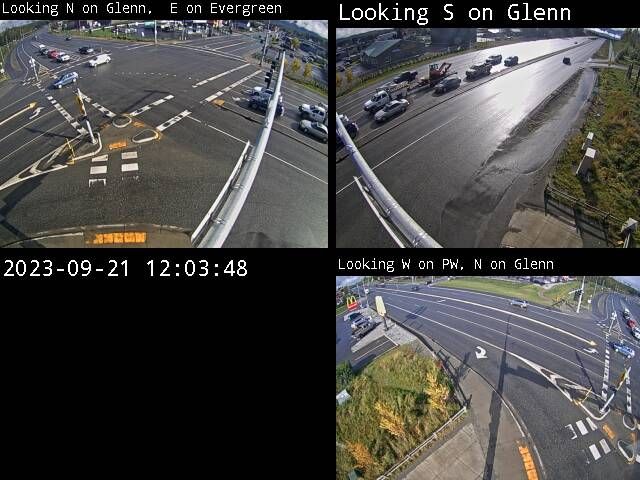 Looking N on Glenn, E on Evergreen
Looking S on Glenn
2023-09-21 12:03:48
Looking W on PW, N on Glenn